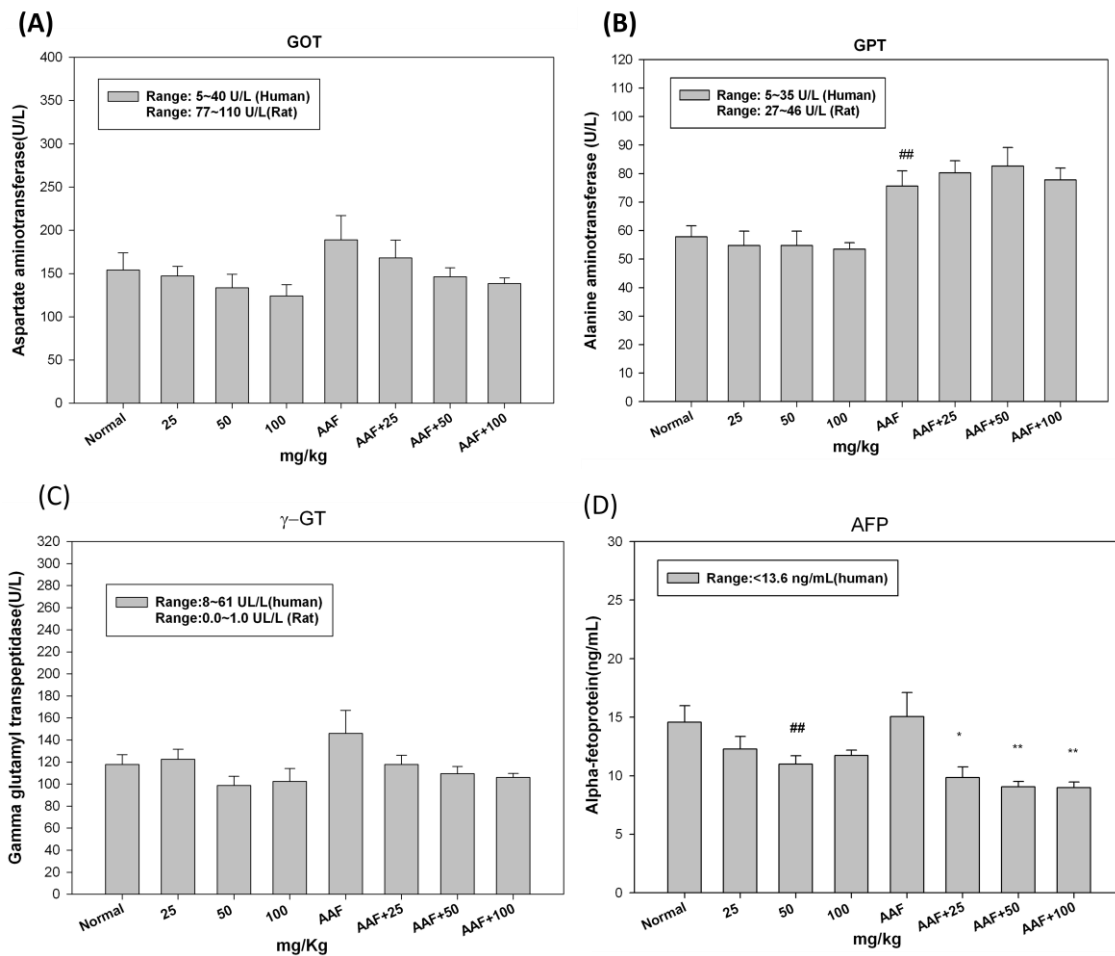 (A)
GOT
Aspartate aminotransferase(U/L)
400
350
300
250
200
150
100
50
0
Range: 5~40 U/L (Human)
Range: 77~110 U/L(Rat)
Normal
25
50
100
AAF
AAF+25
AAF+50
AAF+100
mg/kg
(B)
GPT
Alanine aminotransferase (U/L)
120
110
100
90
80
70
60
50
40
30
20
10
0
Range: 5~35 U/L (Human)
Range: 27~46 U/L (Rat)
##
Normal
25
50
100
AAF
AAF+25
AAF+50
AAF+100
mg/kg
(C)
γ–GT
Gamma glutamyl transpeptidase(U/L)
320
300
280
260
240
220
200
180
160
140
120
100
80
60
40
20
0
Range:8~61 UL/L(human)
Range:0.0~1.0 UL/L (Rat)
Normal
25
50
100
AAF
AAF+25
AAF+50
AAF+100
mg/Kg
(D)
AFP
Alpha-fetoprotein(ng/mL)
30
25
20
15
10
5
0
Range:<13.6 ng/mL(human)
##
*
**
**
Normal
25
50
100
AAF
AAF+25
AAF+50
AAF+100
mg/kg